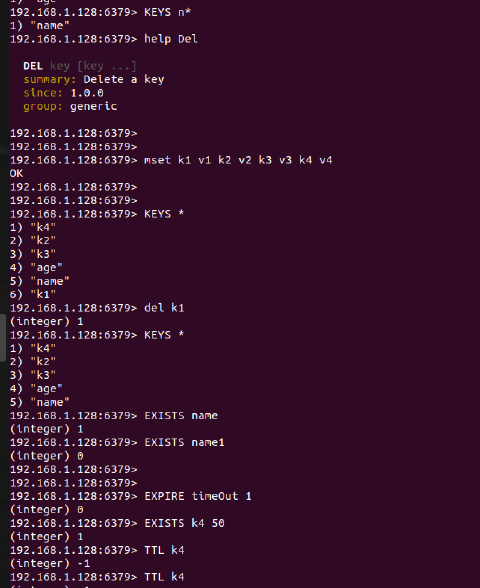 192.168.1.128:6379> KEYS n*
1) "name"
192.168.1.128:6379> help Del
DEL key [key ...]
summary: Delete a key
since: 1.0.0
group: generic
192.168.1.128:6379>
192.168.1.128:6379>
192.168.1.128:6379> mset k1 v1 k2 v2 k3 v3 k4 v4
OK
192.168.1.128:6379>
192.168.1.128:6379>
192.168.1.128:6379> KEYS *
1) "k4"
2) "k2"
3) "k3"
4) "age"
5) "name"
6) "k1"
192.168.1.128:6379> del k1
(integer) 1
192.168.1.128:6379> KEYS *
1) "k4"
2) "k2"
3) "k3"
4) "age"
5) "name"
192.168.1.128:6379> EXISTS name
(integer) 1
192.168.1.128:6379> EXISTS name1
(integer) 0
192.168.1.128:6379>
192.168.1.128:6379>
192.168.1.128:6379> EXPIRE timeOut 1
(integer) 0
192.168.1.128:6379> EXISTS k4 50
(integer) 1
192.168.1.128:6379> TTL k4
(integer) -1
192.168.1.128:6379> TTL k4